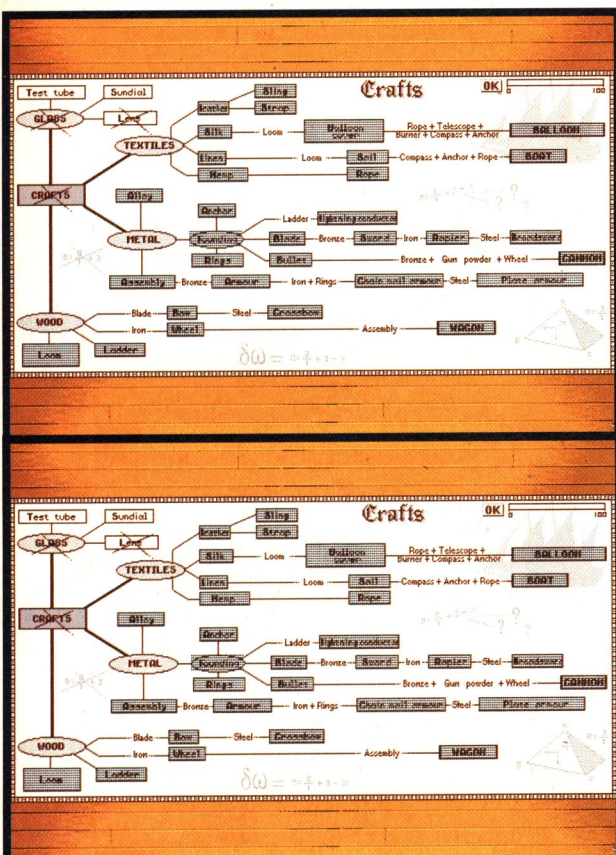 Crafts
OK
0 100
Test tube
Sundial
GLASS
Lens
TEXTILES
Leather
Sling
Strap
Silk
Loom
Balloon cover
Rope + Telescope +
Burner + Compass + Anchor
BALLOON
Linen
Loom
Sail
Compass + Anchor + Rope
BOAT
Hemp
Rope
CRAFTS
Alloy
METAL
Anchor
Founding
Rings
Ladder
Lightning conductor
Blade
Bronze
Sword
Iron
Rapier
Steel
Broadsword
Bullet
Bronze + Gun powder + Wheel
CANNON
Assembly
Bronze
Armour
Iron + Rings
Chain mail armour
Steel
Plate armour
WOOD
Blade
Bow
Steel
Crossbow
Iron
Wheel
Assembly
WAGON
Loom
Ladder
Crafts
OK
0 100
Test tube
Sundial
GLASS
Lens
TEXTILES
Leather
Sling
Strap
Silk
Loom
Balloon cover
Rope + Telescope +
Burner + Compass + Anchor
BALLOON
Linen
Loom
Sail
Compass + Anchor + Rope
BOAT
Hemp
Rope
CRAFTS
Alloy
METAL
Anchor
Founding
Rings
Ladder
Lightning conductor
Blade
Bronze
Sword
Iron
Rapier
Steel
Broadsword
Bullet
Bronze + Gun powder + Wheel
CANNON
Assembly
Bronze
Armour
Iron + Rings
Chain mail armour
Steel
Plate armour
WOOD
Blade
Bow
Steel
Crossbow
Iron
Wheel
Assembly
WAGON
Loom
Ladder